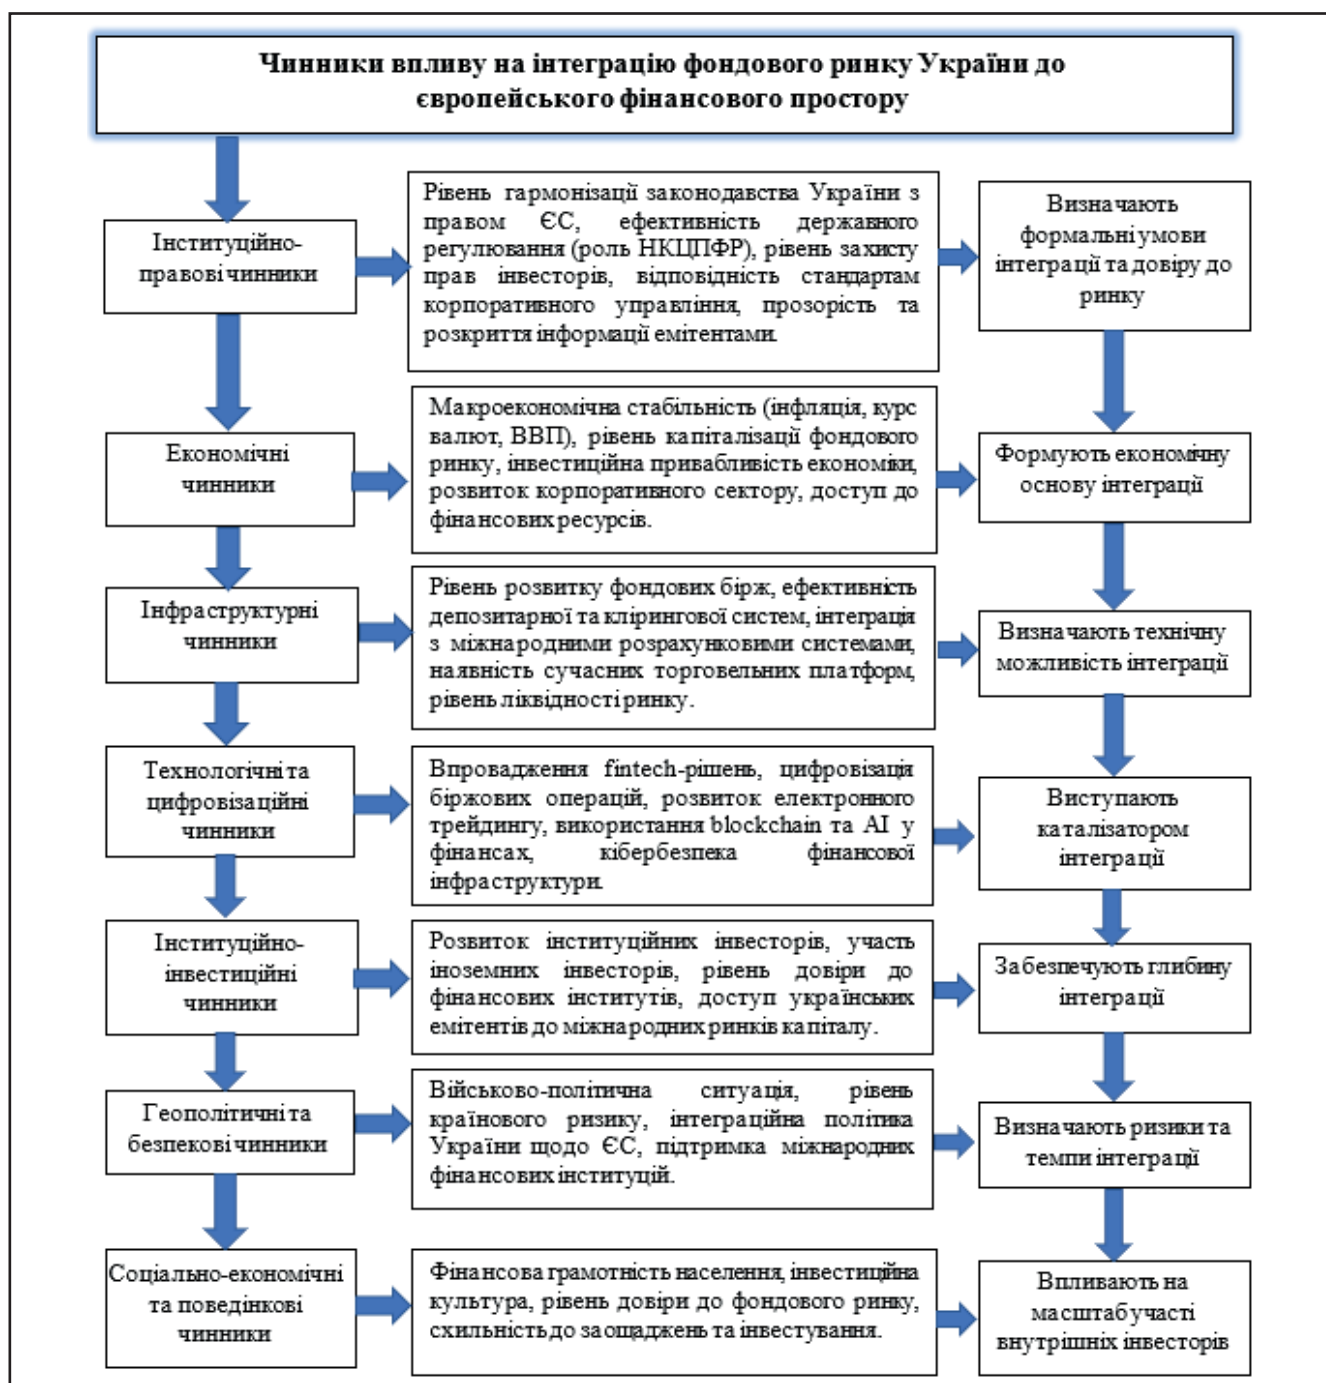 Чинники впливу на інтеграцію фондового ринку України до
європейського фінансового простору
Інституційно-
правові чинники
Рівень гармонізації законодавства України з
правом ЄС, ефективність державного
регулювання (роль НКЦПФР), рівень захисту
прав інвесторів, відповідність стандартам
корпоративного управління, прозорість та
розкриття інформації емітентами.
Визначають
формальні умови
інтеграції та довіру до
ринку
Економічні
чинники
Макроекономічна стабільність (інфляція, курс
валют, ВВП), рівень капіталізації фондового
ринку, інвестиційна привабливість економіки,
розвиток корпоративного сектору, доступ до
фінансових ресурсів.
Формують економічну
основу інтеграції
Інфраструктурні
чинники
Рівень розвитку фондових бірж, ефективність
депозитарної та клірингової систем, інтеграція
з міжнародними розрахунковими системами,
наявність сучасних торговельних платформ,
рівень ліквідності ринку.
Визначають технічну
можливість інтеграції
Технологічні та
цифровізаційні
чинники
Впровадження fintech-рішень, цифровізація
біржових операцій, розвиток електронного
трейдингу, використання blockchain та AI у
фінансах, кібербезпека фінансової
інфраструктури.
Виступають
каталізатором
інтеграції
Інституційно-
інвестиційні
чинники
Розвиток інституційних інвесторів, участь
іноземних інвесторів, рівень довіри до
фінансових інститутів, доступ українських
емітентів до міжнародних ринків капіталу.
Забезпечують глибину
інтеграції
Геополітичні та
безпекові чинники
Військово-політична ситуація, рівень
країнового ризику, інтеграційна політика
України щодо ЄС, підтримка міжнародних
фінансових інституцій.
Визначають ризики та
темпи інтеграції
Соціально-економічні
та поведінкові
чинники
Фінансова грамотність населення, інвестиційна
культура, рівень довіри до фондового ринку,
схильність до заощаджень та інвестування.
Впливають на
масштаб участі
внутрішніх інвесторів